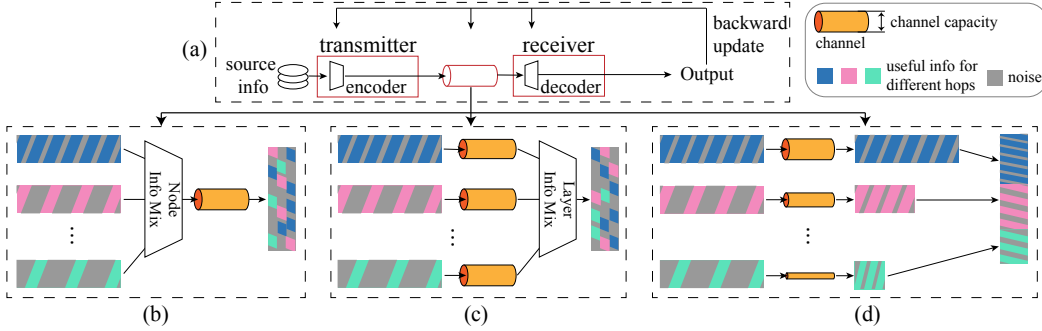 (a)
source
info
transmitter
encoder
receiver
decoder
Output
backward
update
channel capacity
channel
useful info for
different hops
noise
Node
Info Mix
...
(b)
Layer
Info Mix
...
(c)
...
(d)